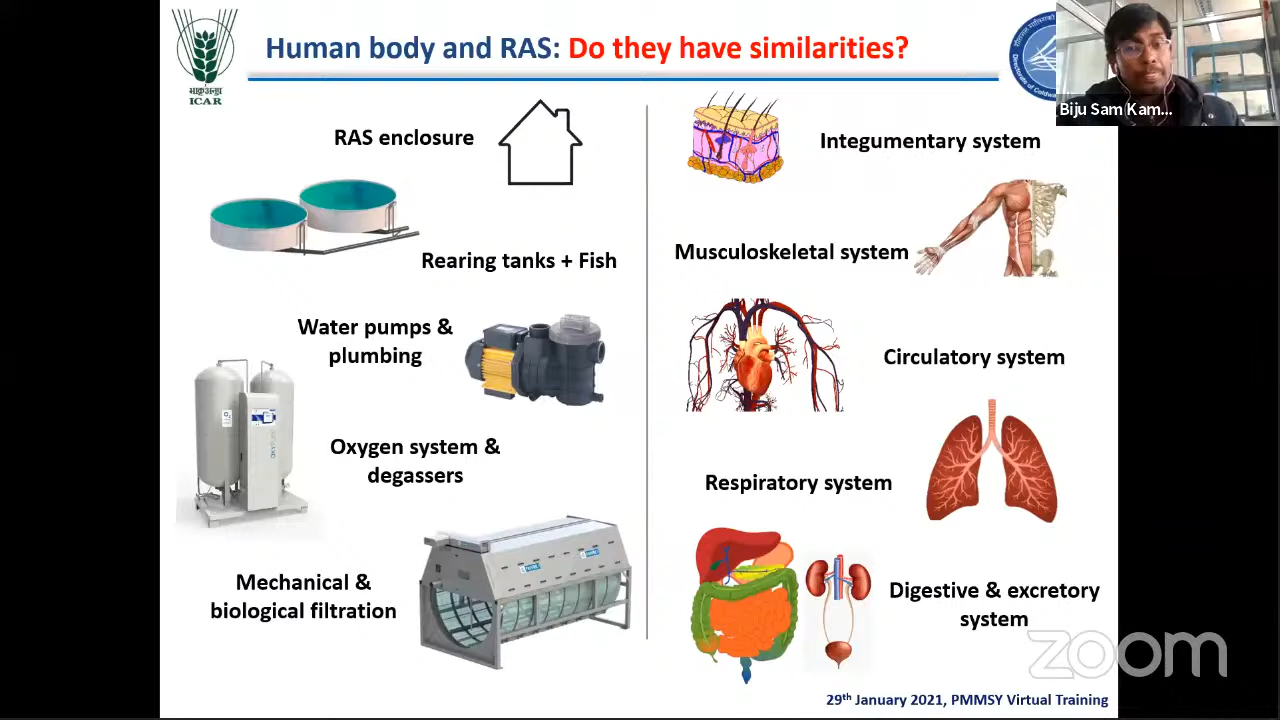 Human body and RAS: Do they have similarities?
ICAR
Biju Sam Kam...
RAS enclosure
Integumentary system
Rearing tanks + Fish
Musculoskeletal system
Water pumps &
plumbing
Circulatory system
Oxygen system &
degassers
Respiratory system
Mechanical &
biological filtration
Digestive & excretory
system
zoom
29th January 2021, PMMSY Virtual Training